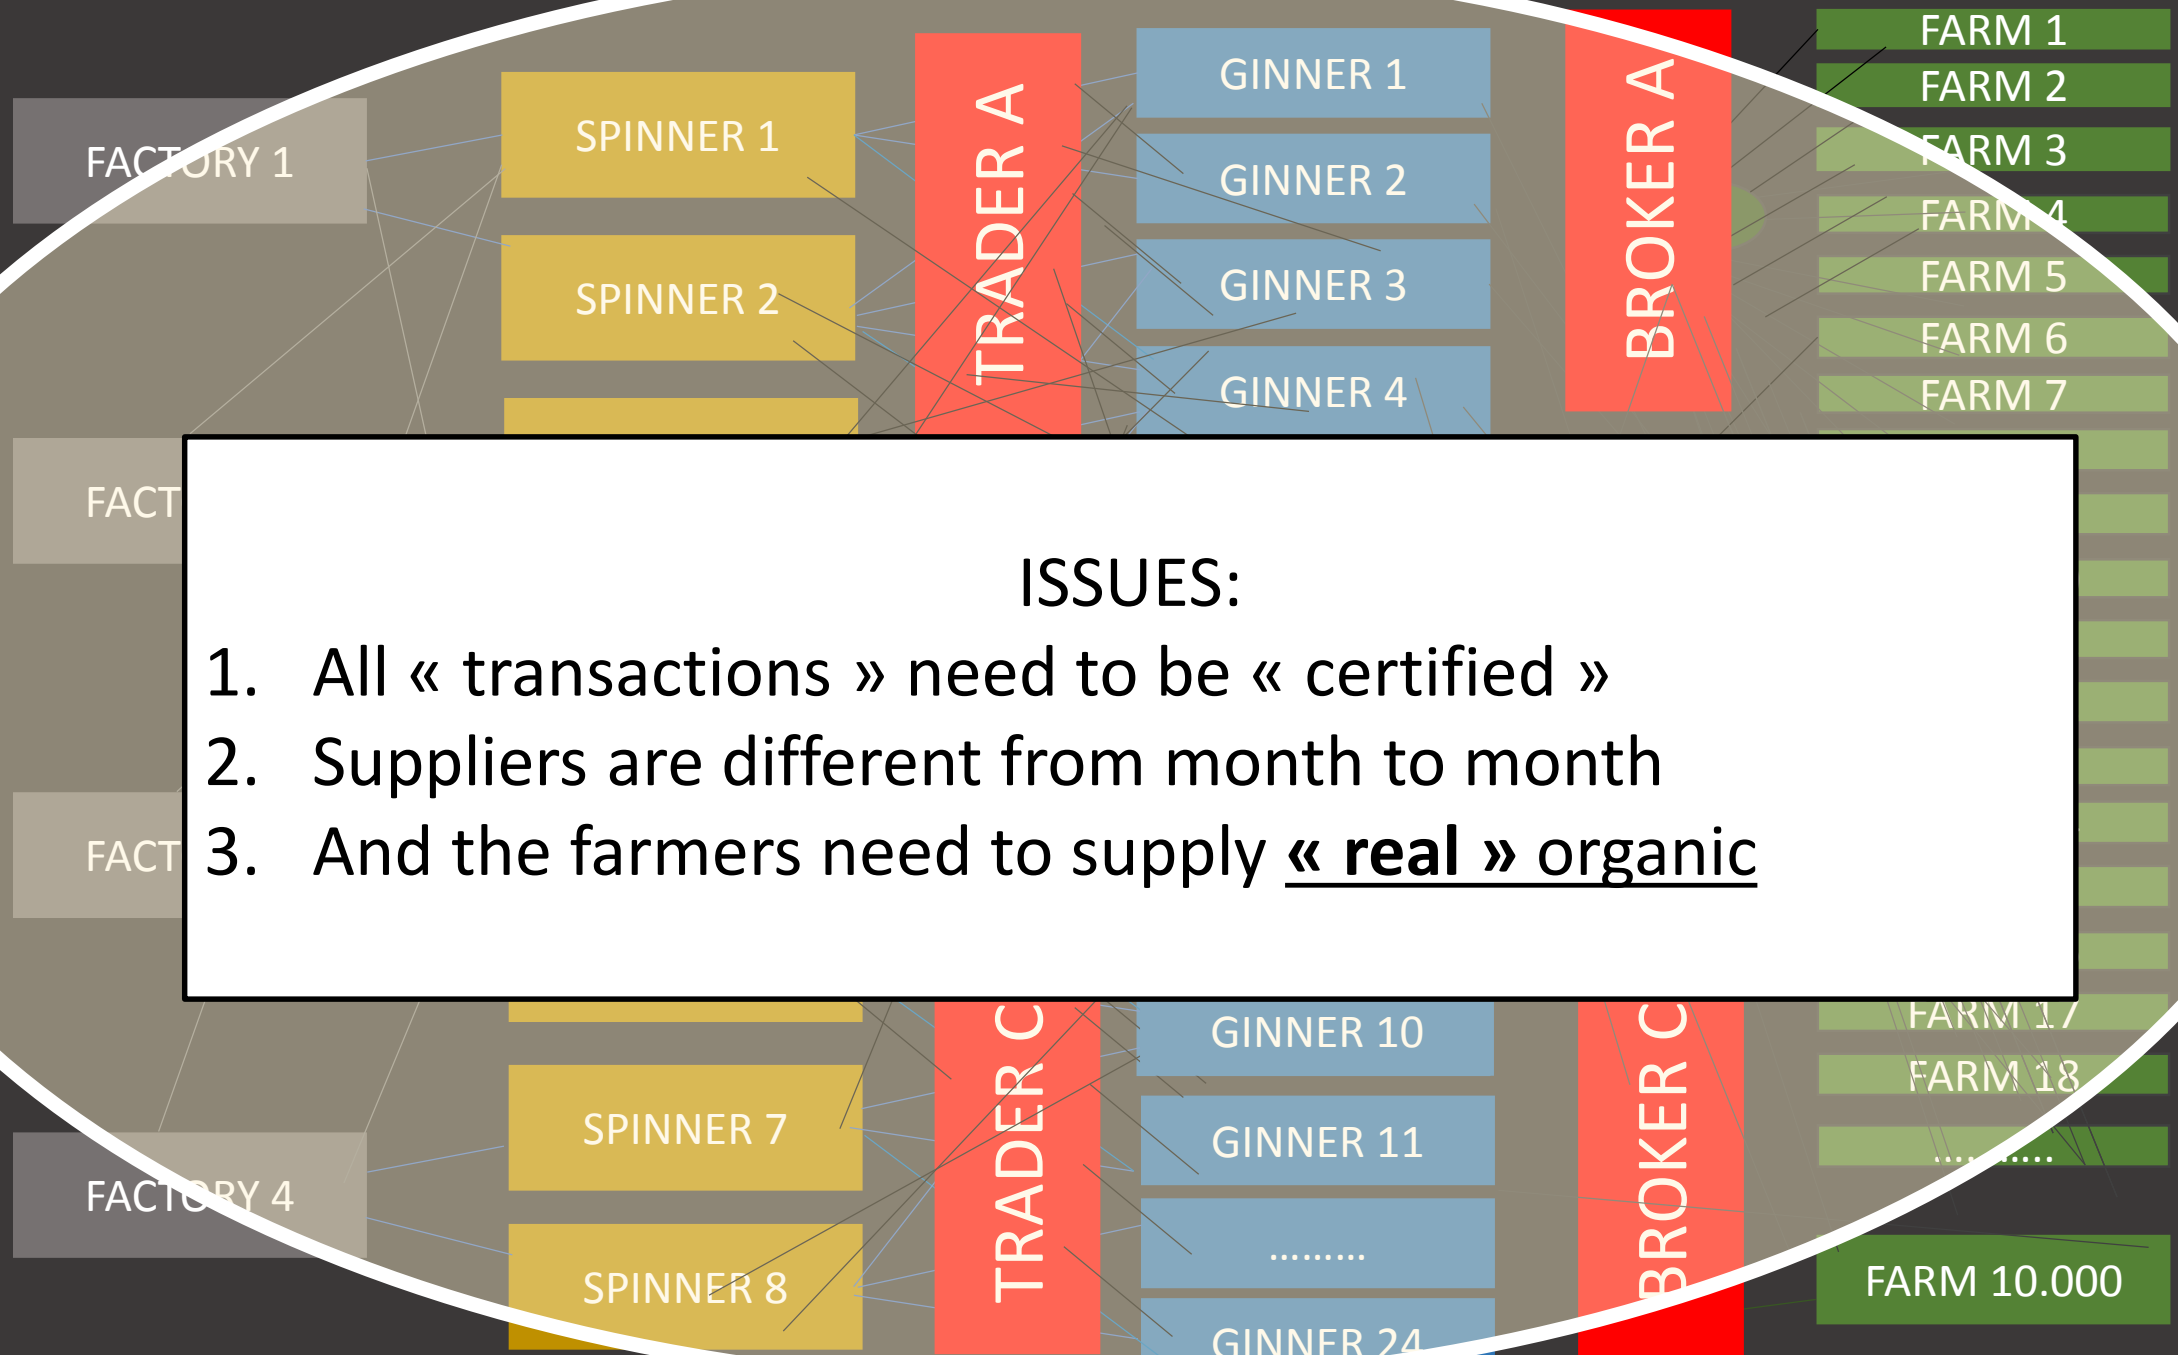 FACTORY 1
FACT
FACT
FACTORY 4
SPINNER 1
SPINNER 2
SPINNER 7
SPINNER 8
TRADER A
TRADER C
GINNER 1
GINNER 2
GINNER 3
GINNER 4
GINNER 10
GINNER 11
.........
GINNER 24
BROKER A
BROKER C
FARM 1
FARM 2
FARM 3
FARM 4
FARM 5
FARM 6
FARM 7
FARM 17
FARM 18
...........
FARM 10.000
ISSUES:
1. All « transactions » need to be « certified »
2. Suppliers are different from month to month
3. And the farmers need to supply « real » organic